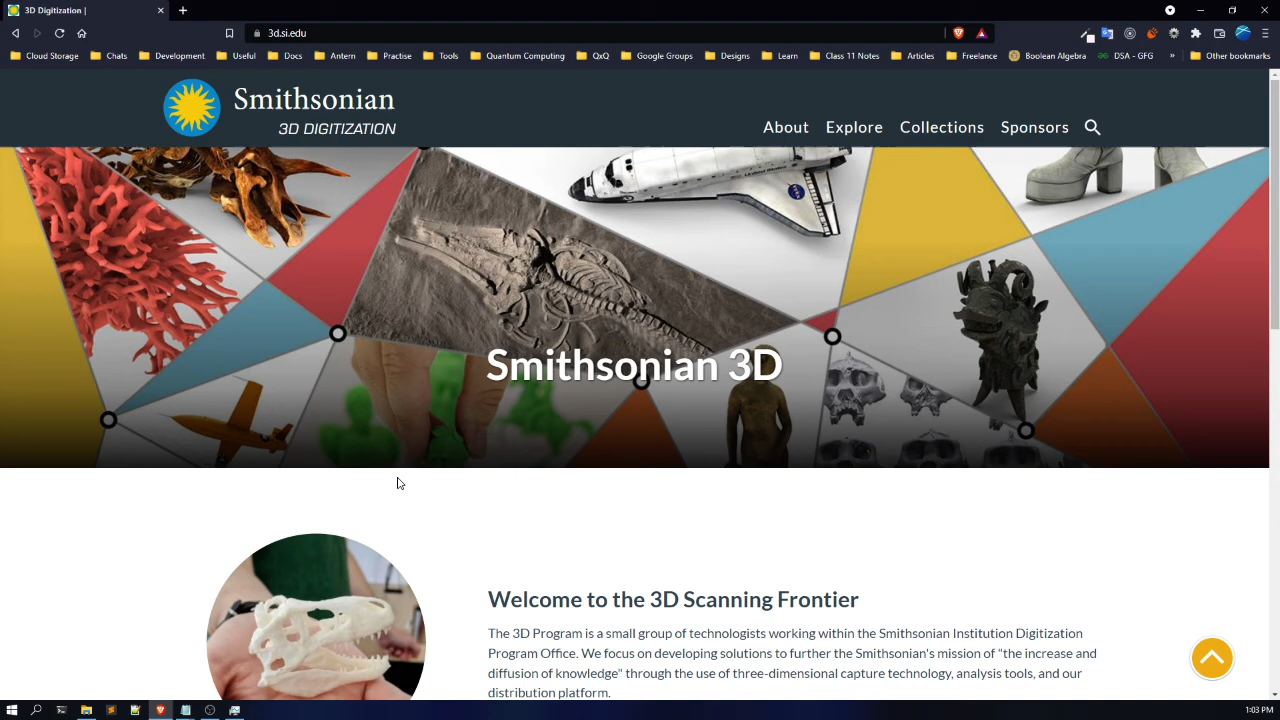 3D Digitization |
3d.si.edu
Cloud Storage Chats Development Useful Docs Antern Practise Tools Quantum Computing QxQ Google Groups Designs Learn Class 11 Notes Articles Freelance Boolean Algebra DSA - GFG » Other bookmarks
Smithsonian
3D DIGITIZATION
About Explore Collections Sponsors
Smithsonian 3D
Welcome to the 3D Scanning Frontier
The 3D Program is a small group of technologists working within the Smithsonian Institution Digitization
Program Office. We focus on developing solutions to further the Smithsonian's mission of "the increase and
diffusion of knowledge" through the use of three-dimensional capture technology, analysis tools, and our
distribution platform.
1:03 PM